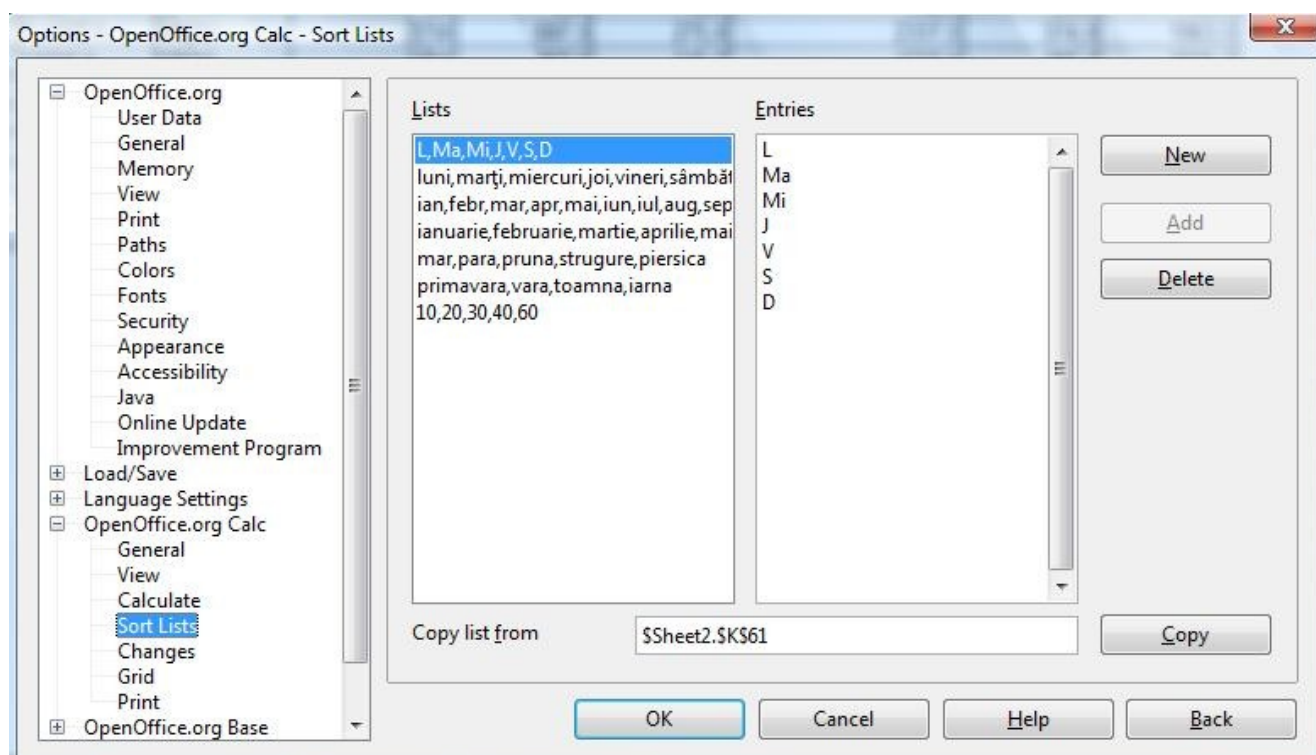 Options - OpenOffice.org Calc - Sort Lists
OpenOffice.org
User Data
General
Memory
View
Print
Paths
Colors
Fonts
Security
Appearance
Accessibility
Java
Online Update
Improvement Program
Load/Save
Language Settings
OpenOffice.org Calc
General
View
Calculate
Sort Lists
Changes
Grid
Print
OpenOffice.org Base
Lists
L,Ma,Mi,J,V,S,D
luni,marţi,miercuri,joi,vineri,sâmbăt
ian,febr,mar,apr,mai,iun,iul,aug,sep
ianuarie,februarie,martie,aprilie,mai
mar,para,pruna,strugure,piersica
primavara,vara,toamna,iarna
10,20,30,40,60
Entries
L
Ma
Mi
J
V
S
D
New
Add
Delete
Copy list from
$Sheet2.$K$61
Copy
OK
Cancel
Help
Back